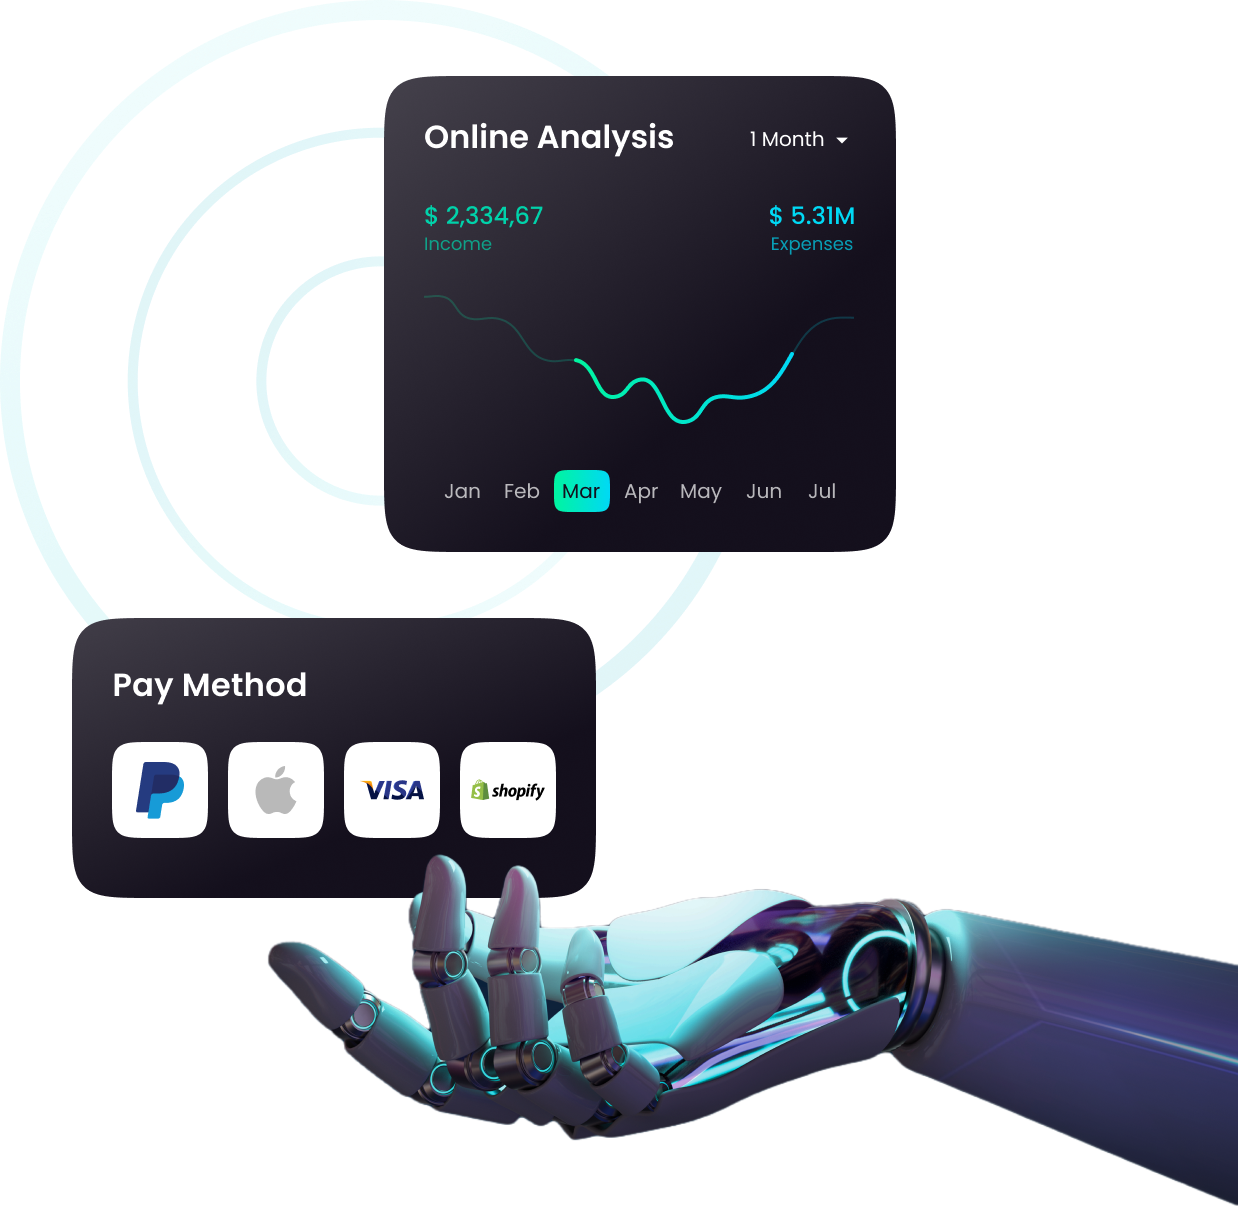 Online Analysis
1 Month
$ 2,334,67
$ 5.31M
Income
Expenses
Jan Feb Mar Apr May Jun Jul
Pay Method
VISA
shopify